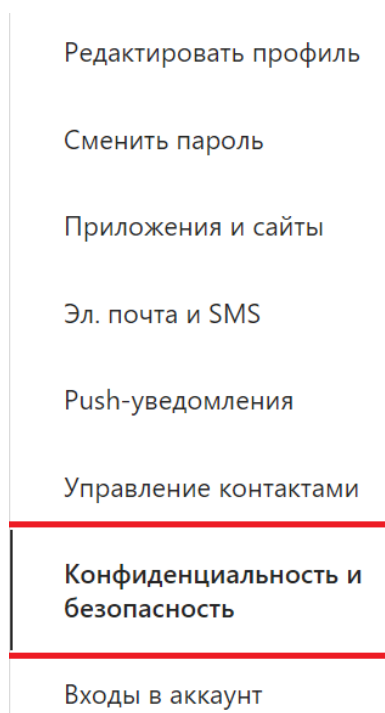 Редактировать профиль
Сменить пароль
Приложения и сайты
Эл. почта и SMS
Push-уведомления
Управление контактами
Конфиденциальность и
безопасность
Входы в аккаунт